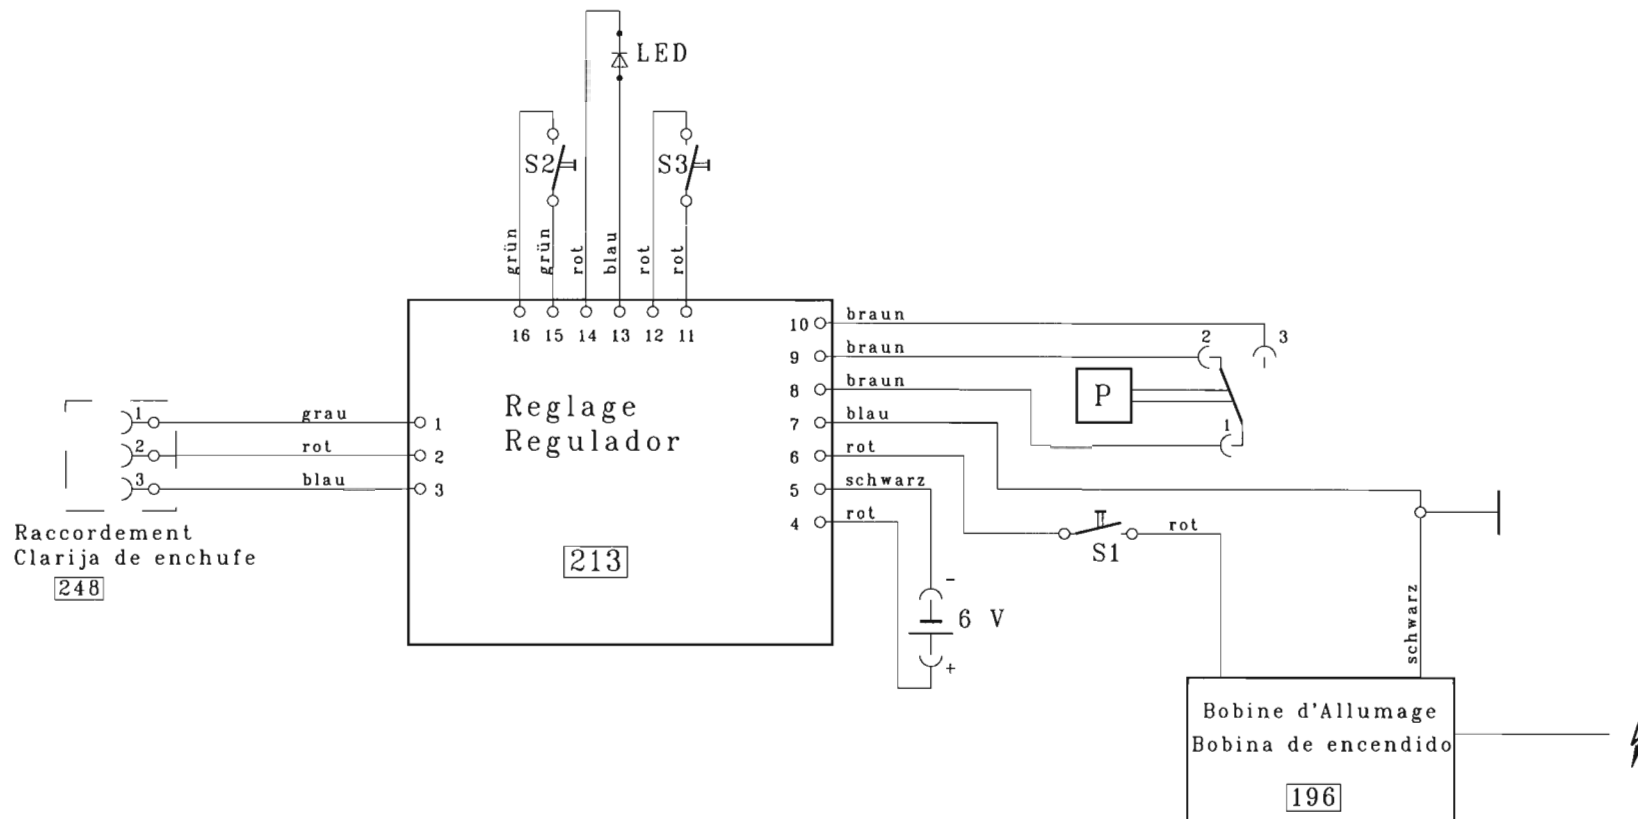 LED
S2
S3
grün
grün
rot
blau
rot
rot
16 15 14 13 12 11
10 braun
9 braun
8 braun
7 blau
6 rot
5 schwarz
4 rot
2
3
P
1
Reglage
Regulador
213
1 grau 1
2 rot 2
3 blau 3
Raccordement
Clarija de enchufe
248
-
6 V
+
S1
rot
schwarz
Bobine d'Allumage
Bobina de encendido
196